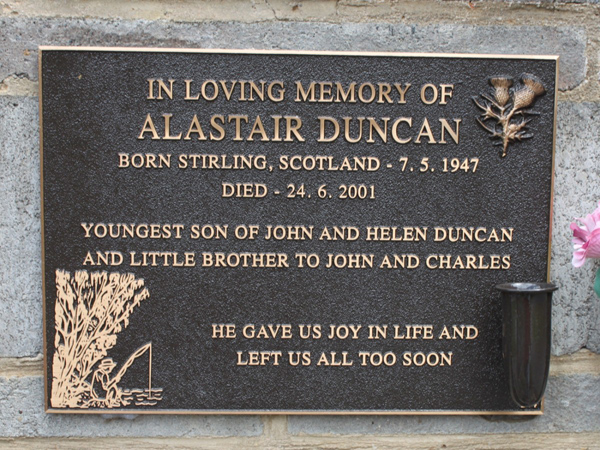 IN LOVING MEMORY OF
ALASTAIR DUNCAN
BORN STIRLING, SCOTLAND - 7. 5. 1947
DIED - 24. 6. 2001
YOUNGEST SON OF JOHN AND HELEN DUNCAN
AND LITTLE BROTHER TO JOHN AND CHARLES
HE GAVE US JOY IN LIFE AND
LEFT US ALL TOO SOON